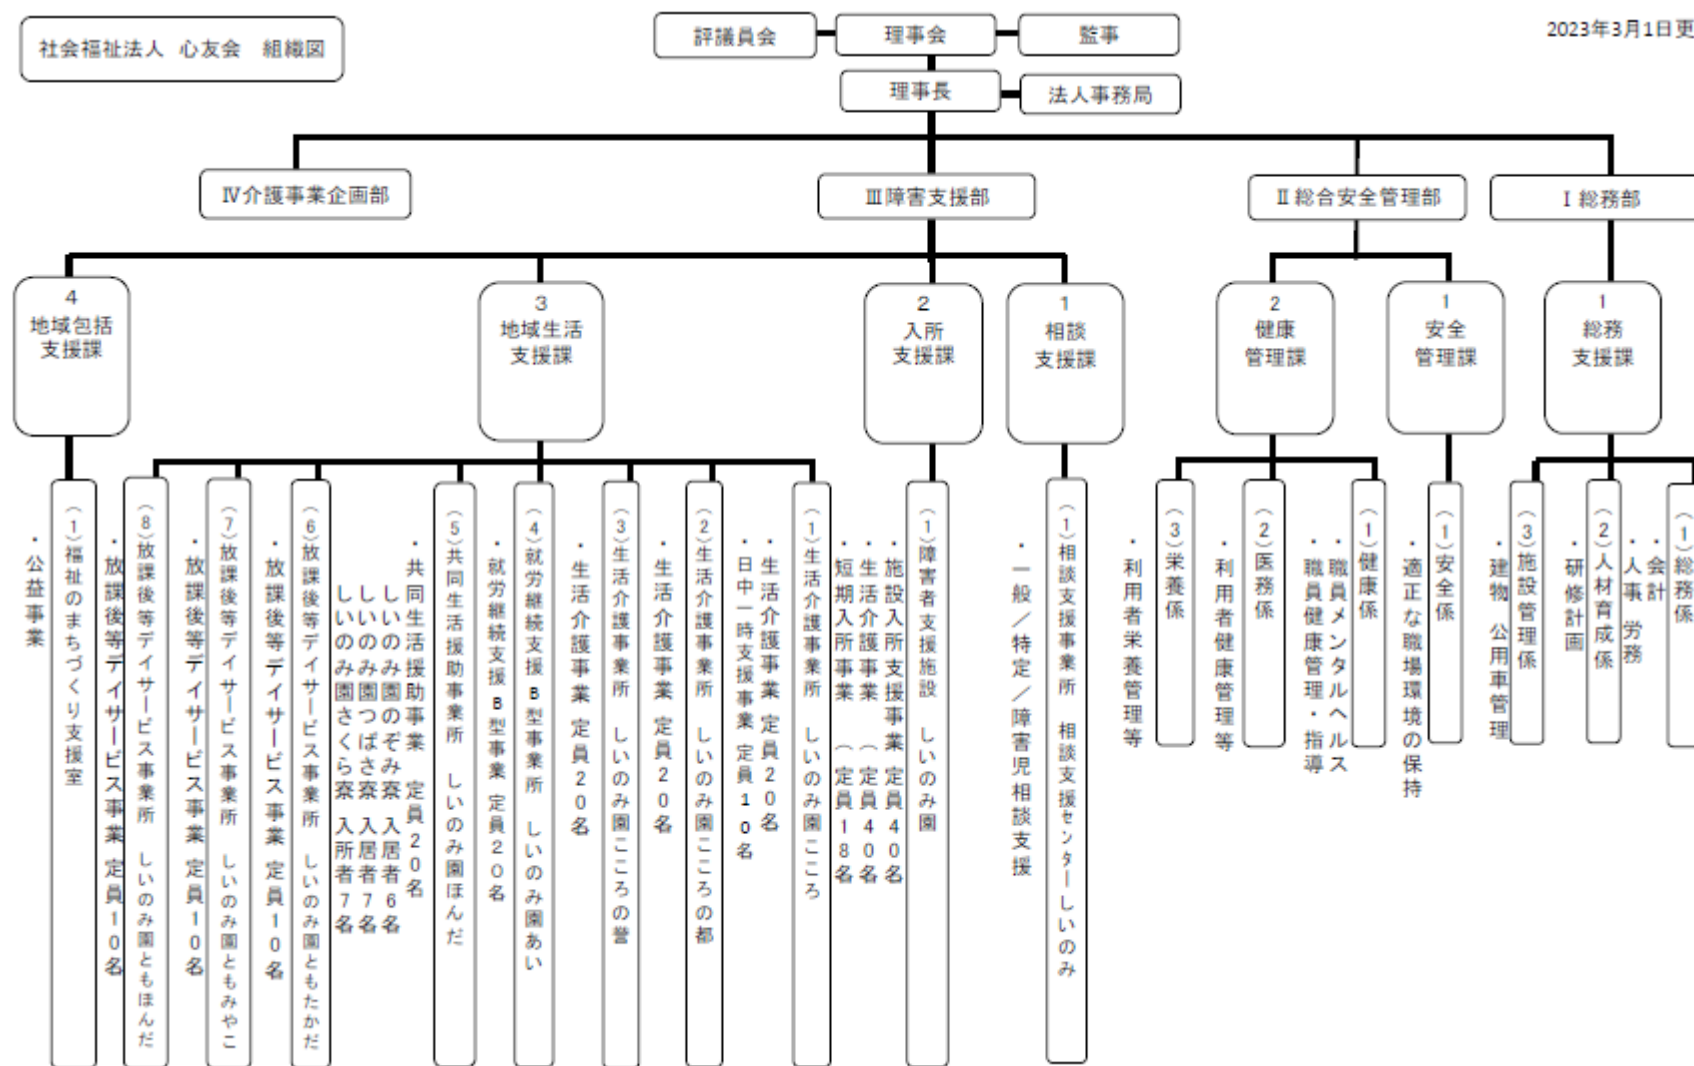 社会福祉法人 心友会 組織図
評議員会
理事会
監事
2023年3月1日更
理事長
法人事務局
Ⅳ介護事業企画部
Ⅲ障害支援部
Ⅱ総合安全管理部
Ⅰ総務部
4
地域包括
支援課
3
地域生活
支援課
2
入所
支援課
1
相談
支援課
2
健康
管理課
1
安全
管理課
1
総務
支援課
(1)総務係
・会計
・人事 労務
(2)人材育成係
・研修計画
(3)施設管理係
・建物 公用車管理
(1)安全係
・適正な職場環境の保持
(1)健康係
・職員メンタルヘルス
・職員健康管理・指導
(2)医務係
・利用者健康管理等
(3)栄養係
・利用者栄養管理等
(1)相談支援事業所 相談支援センターしいのみ
・一般/特定/障害児相談支援
(1)障害者支援施設 しいのみ園
・施設入所支援事業 定員40名
・生活介護事業 (定員40名
・短期入所事業 (定員18名
(1)生活介護事業所 しいのみ園こころ
・生活介護事業 定員20名
・日中一時支援事業 定員10名
(2)生活介護事業所 しいのみ園こころの都
・生活介護事業 定員20名
(3)生活介護事業所 しいのみ園こころの誉
・生活介護事業 定員20名
(4)就労継続支援B型事業所 しいのみ園あい
・就労継続支援B型事業 定員20名
(5)共同生活援助事業所 しいのみ園ほんだ
・共同生活援助事業 定員20名
しいのみ園のぞみ寮 入居者6名
しいのみ園つばさ寮 入居者7名
しいのみ園さくら寮 入所者7名
(6)放課後等デイサービス事業所 しいのみ園ともたかだ
・放課後等デイサービス事業 定員10名
(7)放課後等デイサービス事業所 しいのみ園ともみやこ
・放課後等デイサービス事業 定員10名
(8)放課後等デイサービス事業所 しいのみ園ともほんだ
・放課後等デイサービス事業 定員10名
(1)福祉のまちづくり支援室
・公益事業